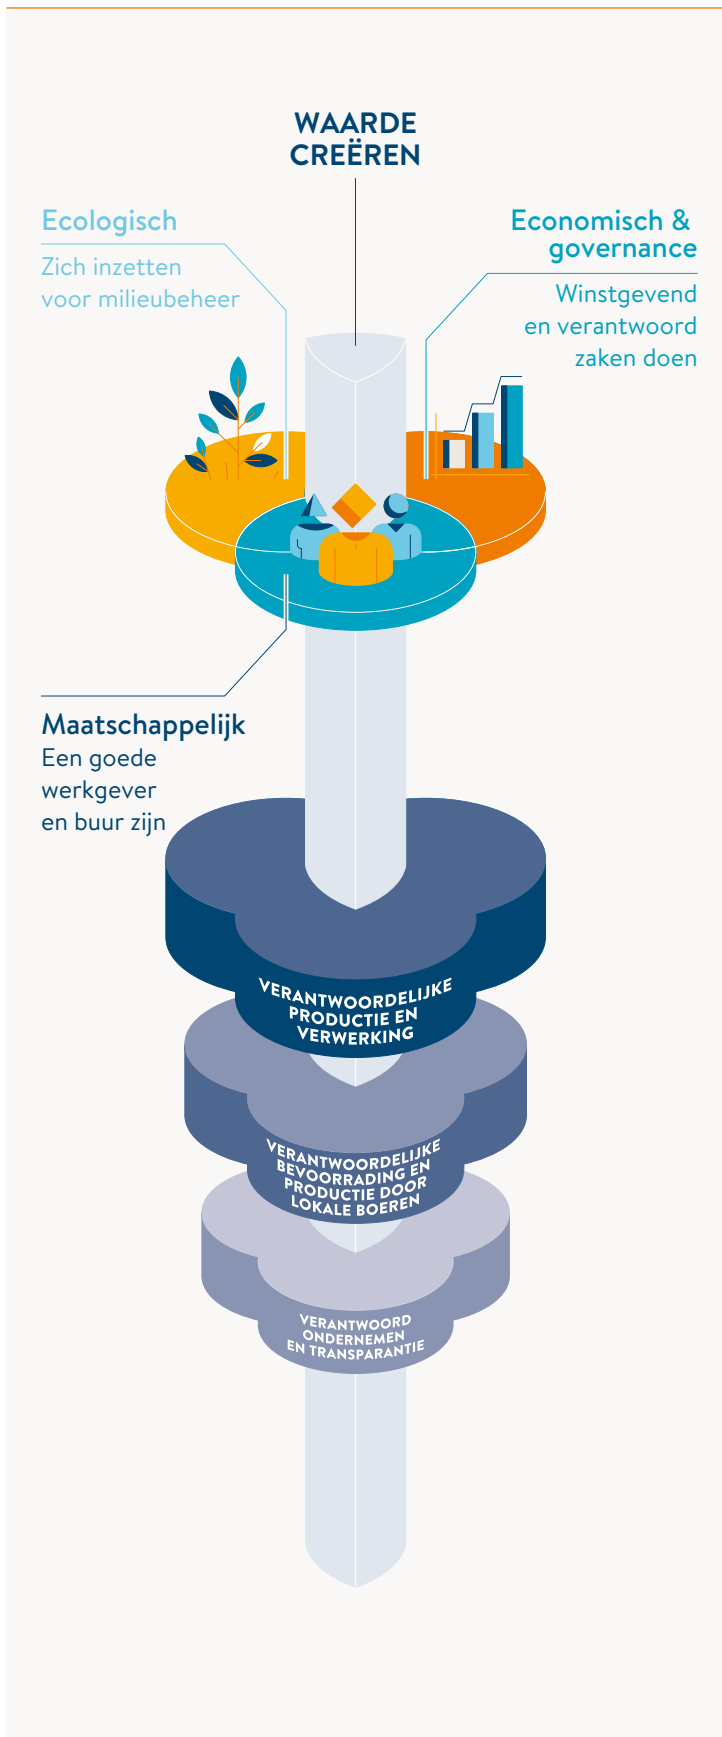 WAARDE
CREËREN
Ecologisch
Zich inzetten
voor milieubeheer
Economisch &
governance
Winstgevend
en verantwoord
zaken doen
Maatschappelijk
Een goede
werkgever
en buur zijn
VERANTWOORDELIJKE
PRODUCTIE EN
VERWERKING
VERANTWOORDELIJKE
BEVOORRADING EN
PRODUCTIE DOOR
LOKALE BOEREN
VERANTWOORD
ONDERNEMEN
EN TRANSPARANTIE